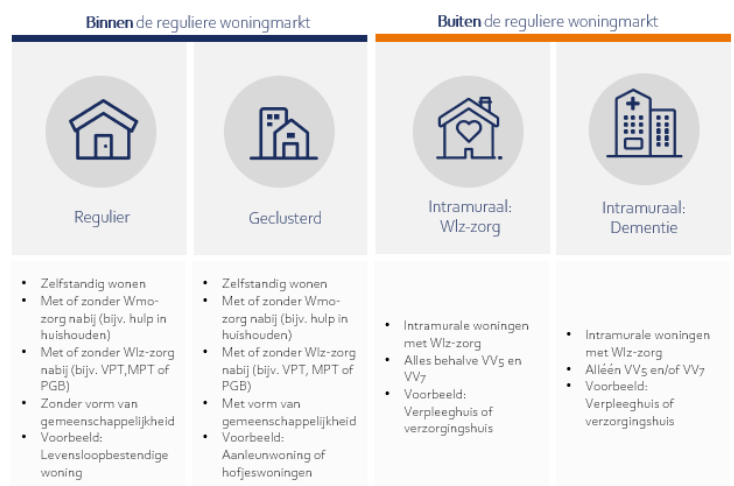 Binnen de reguliere woningmarkt
Buiten de reguliere woningmarkt
Regulier
Geclusterd
Intramuraal:
Wlz-zorg
Intramuraal:
Dementie
• Zelfstandig wonen
• Met of zonder Wmo-
zorg nabij (bijv. hulp in
huishouden)
• Met of zonder Wlz-zorg
nabij (bijv. VPT,MPT of
PGB)
• Zonder vorm van
gemeenschappelijkheid
• Voorbeeld:
Levensloopbestendige
woning
• Zelfstandig wonen
• Met of zonder Wmo-
zorg nabij (bijv. hulp in
huishouden)
• Met of zonder Wlz-zorg
nabij (bijv. VPT, MPT of
PGB)
• Met vorm van
gemeenschappelijkheid
• Voorbeeld:
Aanleunwoning of
hofjeswoningen
• Intramurale woningen
met Wlz-zorg
• Alles behalve VV5 en
VV7
• Voorbeeld:
Verpleeghuis of
verzorgingshuis
• Intramurale woningen
met Wlz-zorg
• Alléén VV5 en/of VV7
• Voorbeeld:
Verpleeghuis of
verzorgingshuis